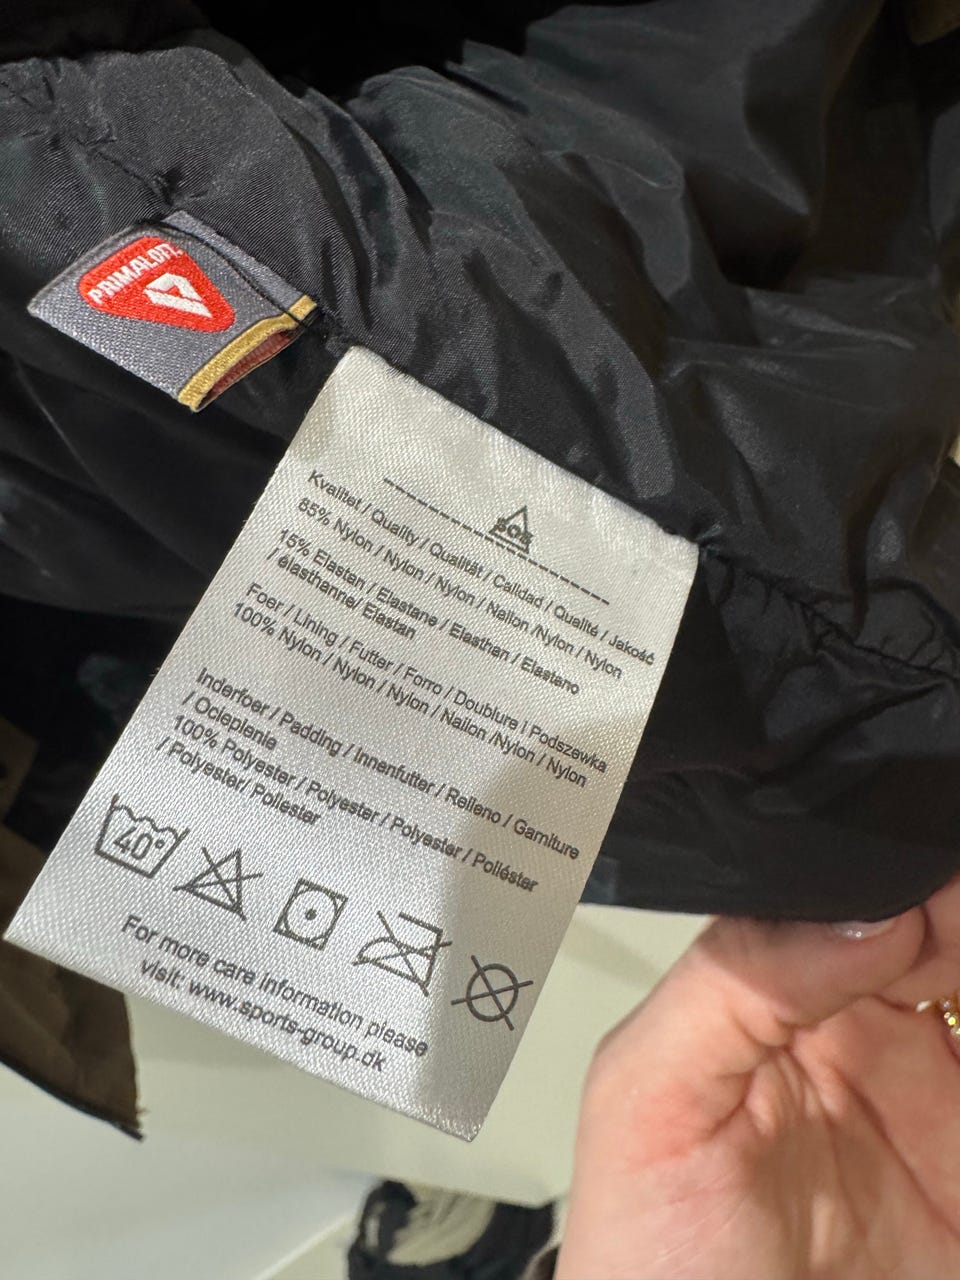 PRIMALOFT
SOS
Kvalitet / Quality / Qualität / Calidad / Qualité / Jakość
85% Nylon / Nylon / Nylon / Nailon /Nylon / Nylon
15% Elastan / Elastane / Elasthan / Elastano
/ élasthanne/ Elastan
Foer / Lining / Futter / Forro / Doublure / Podszewka
100% Nylon / Nylon / Nylon / Nailon /Nylon / Nylon
Inderfoer / Padding / Innenfutter / Relleno / Garniture
/ Ocieplenie
100% Polyester / Polyester / Polyester / Poliéster
/ Polyester/ Poliester
40°
For more care information please
visit: www.sports-group.dk